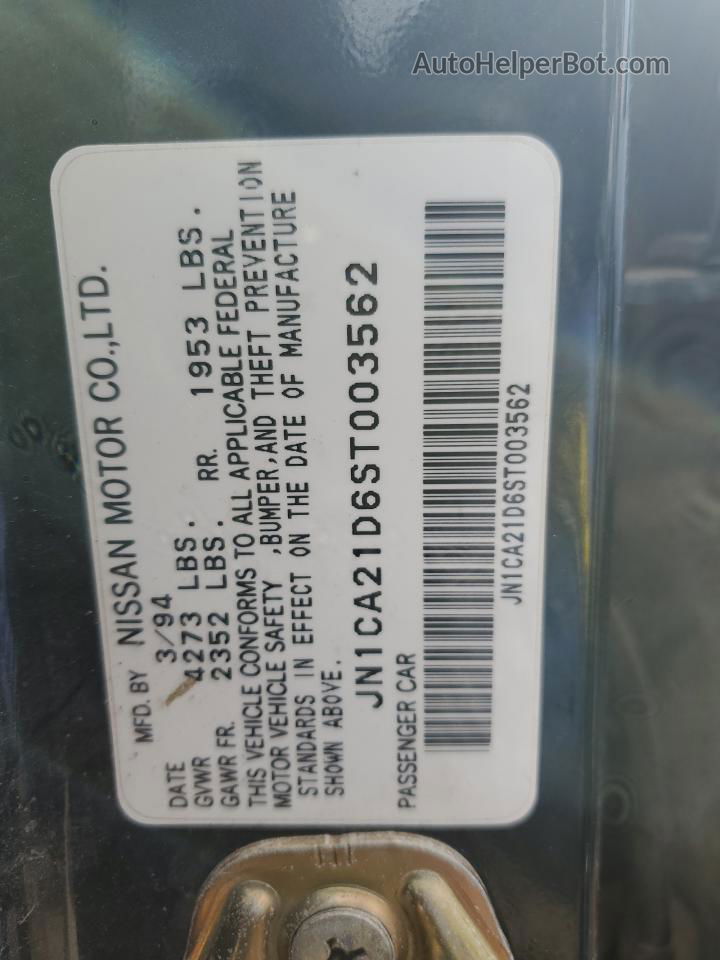 AutoHelperBot.com
MFD. BY NISSAN MOTOR CO.,LTD.
DATE 3/94
GVWR 4273 LBS.
GAWR FR. 2352 LBS. RR. 1953 LBS.
THIS VEHICLE CONFORMS TO ALL APPLICABLE FEDERAL
MOTOR VEHICLE SAFETY ,BUMPER,AND THEFT PREVENTION
STANDARDS IN EFFECT ON THE DATE OF MANUFACTURE
SHOWN ABOVE.
JN1CA21D6ST003562
PASSENGER CAR
JN1CA21D6ST003562